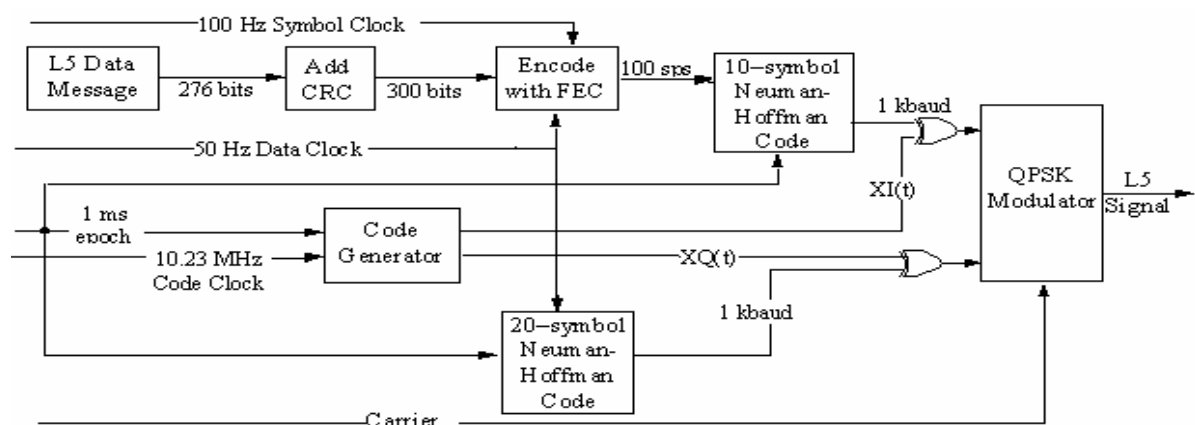 100 Hz Symbol Clock
L5 Data
Message
276 bits
Add
CRC
300 bits
Encode
with FEC
100 sps
10-symbol
Neuman-
Hoffman
Code
1 kbaud
50 Hz Data Clock
XI(t)
QPSK
Modulator
L5
Signal
1 ms
epoch
10.23 MHz
Code Clock
Code
Generator
XQ(t)
1 kbaud
20-symbol
Neuman-
Hoffman
Code
Carrier